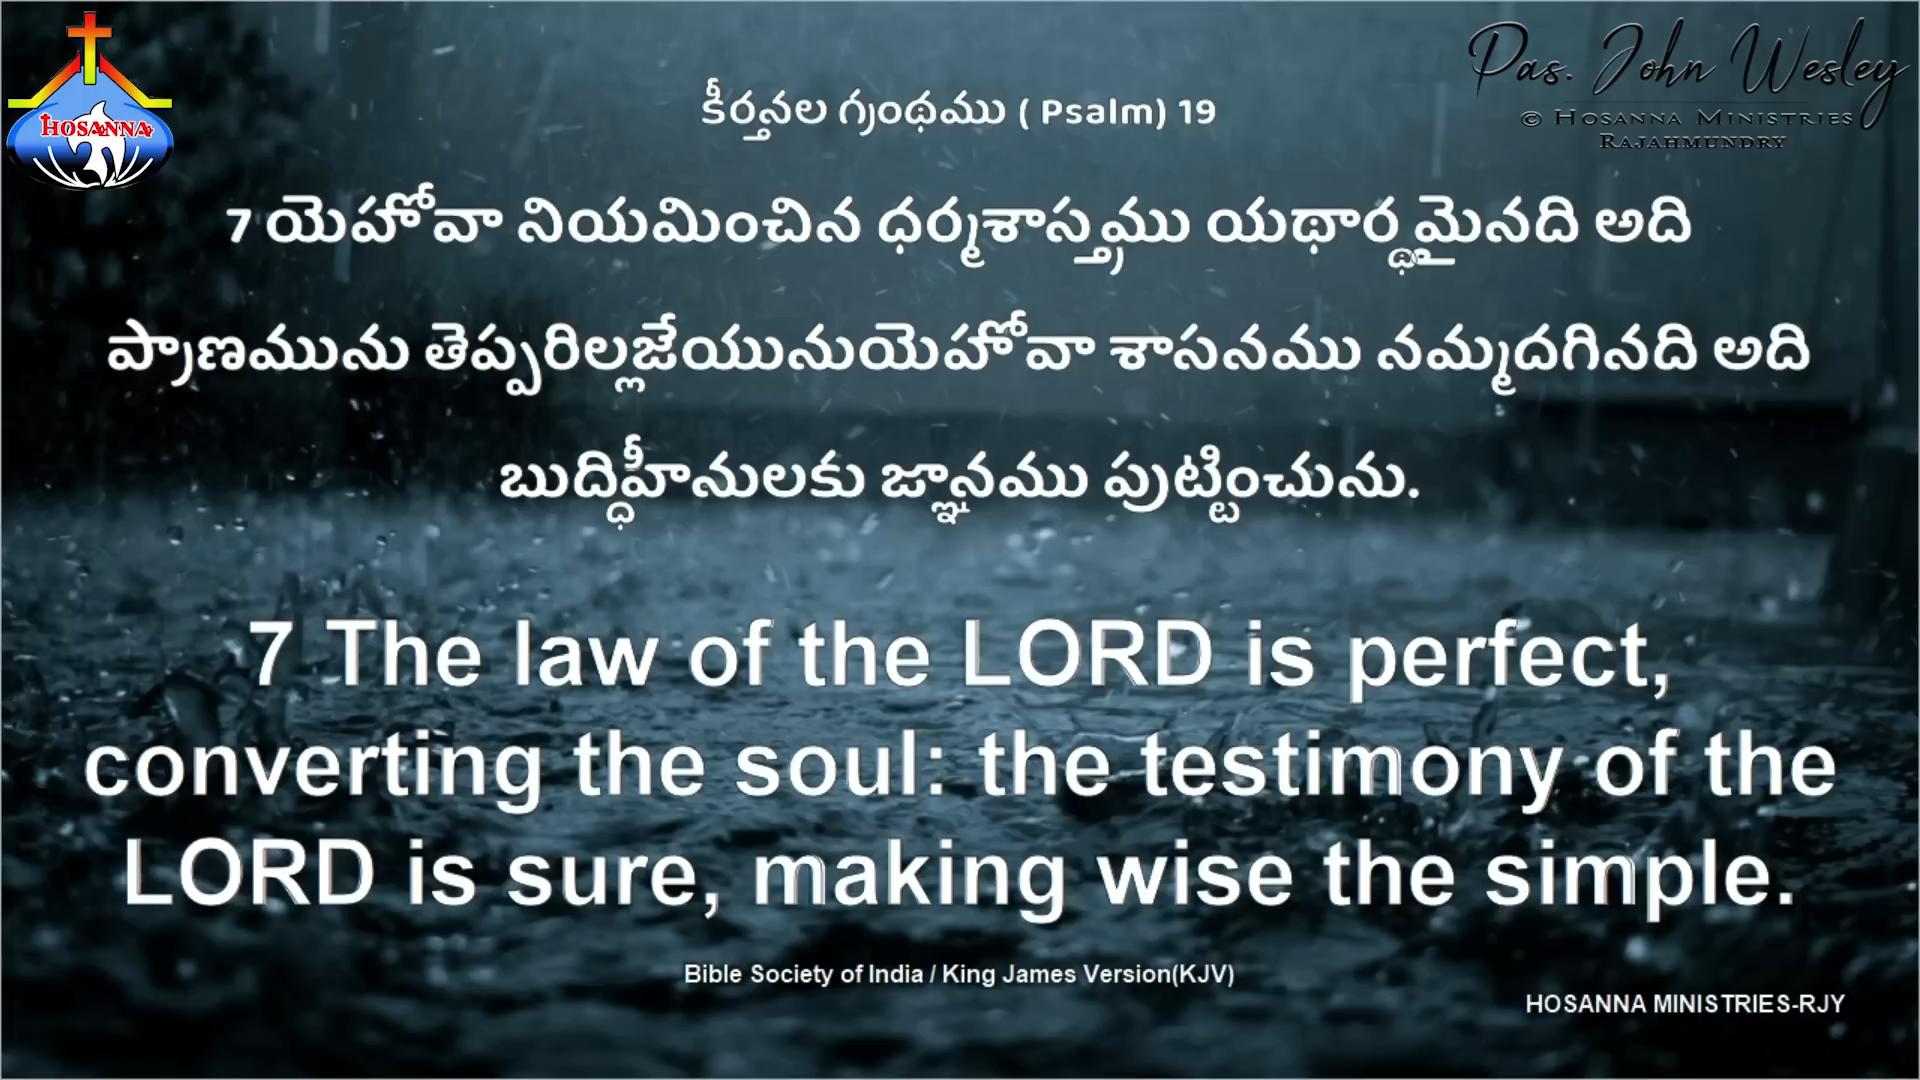 HOSANNA
Pas. John Wesley
© HOSANNA MINISTRIES
RAJAHMUNDRY
కీర్తనల గ్రంథము ( Psalm) 19
7 యెహోవా నియమించిన ధర్మశాస్త్రము యథార్థమైనది అది
ప్రాణమును తెప్పరిల్లజేయునుయెహోవా శాసనము నమ్మదగినది అది
బుద్ధిహీనులకు జ్ఞానము పుట్టించును.
7 The law of the LORD is perfect,
converting the soul: the testimony of the
LORD is sure, making wise the simple.
Bible Society of India / King James Version(KJV)
HOSANNA MINISTRIES-RJY